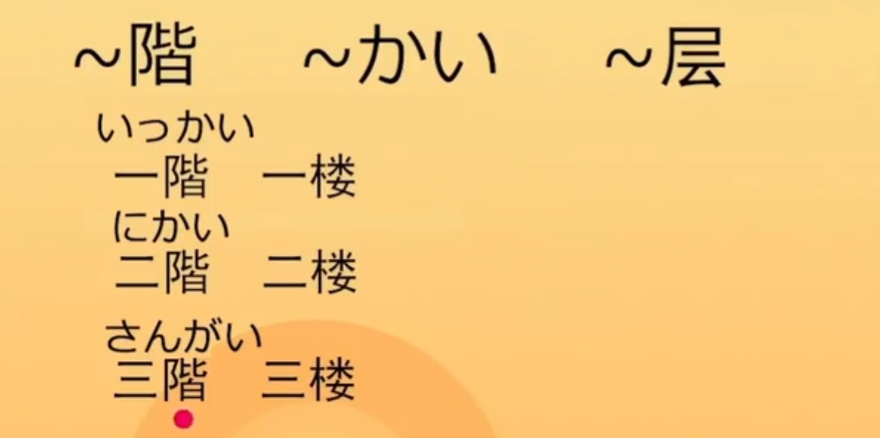 ~階 ~かい ~层
いっかい
一階 一楼
にかい
二階 二楼
さんがい
三階 三楼